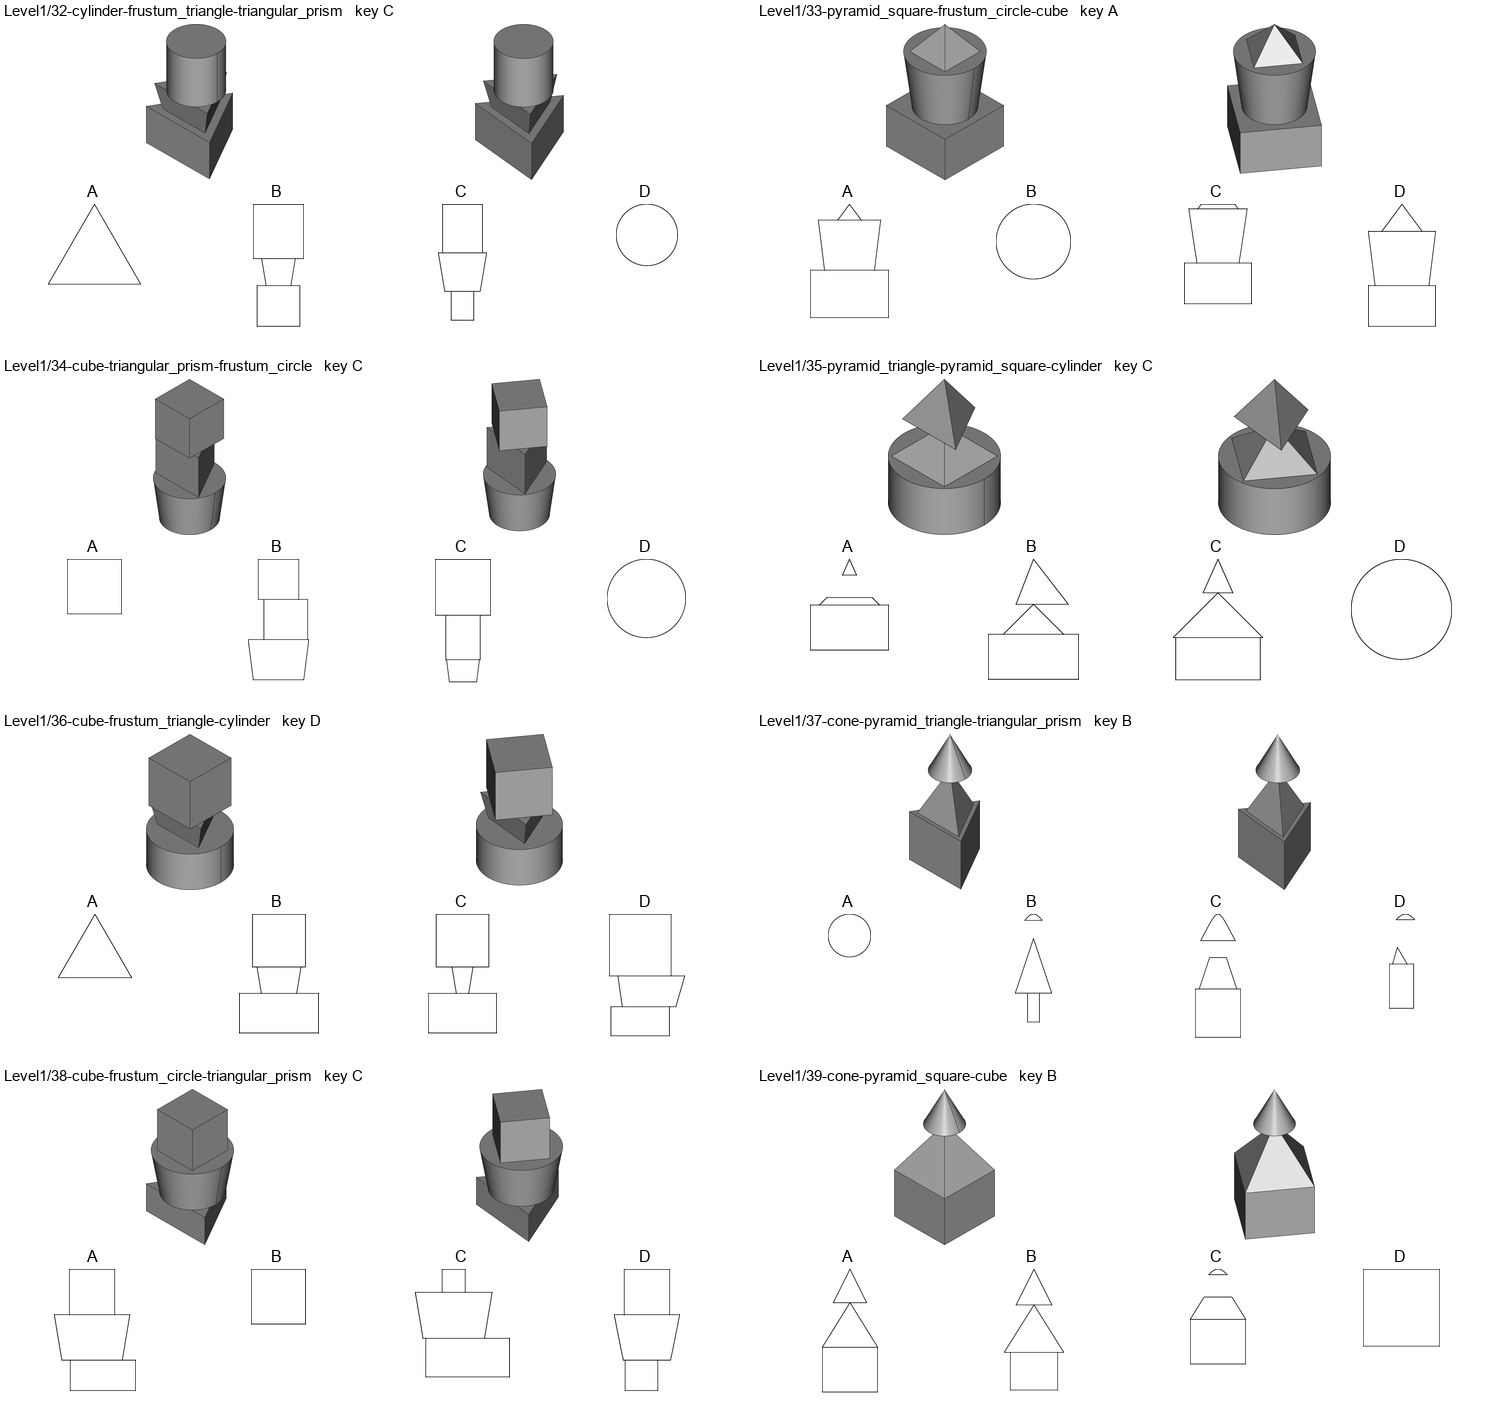 Level1/32-cylinder-frustum_triangle-triangular_prism key C
A B C D
Level1/33-pyramid_square-frustum_circle-cube key A
A B C D
Level1/34-cube-triangular_prism-frustum_circle key C
A B C D
Level1/35-pyramid_triangle-pyramid_square-cylinder key C
A B C D
Level1/36-cube-frustum_triangle-cylinder key D
A B C D
Level1/37-cone-pyramid_triangle-triangular_prism key B
A B C D
Level1/38-cube-frustum_circle-triangular_prism key C
A B C D
Level1/39-cone-pyramid_square-cube key B
A B C D